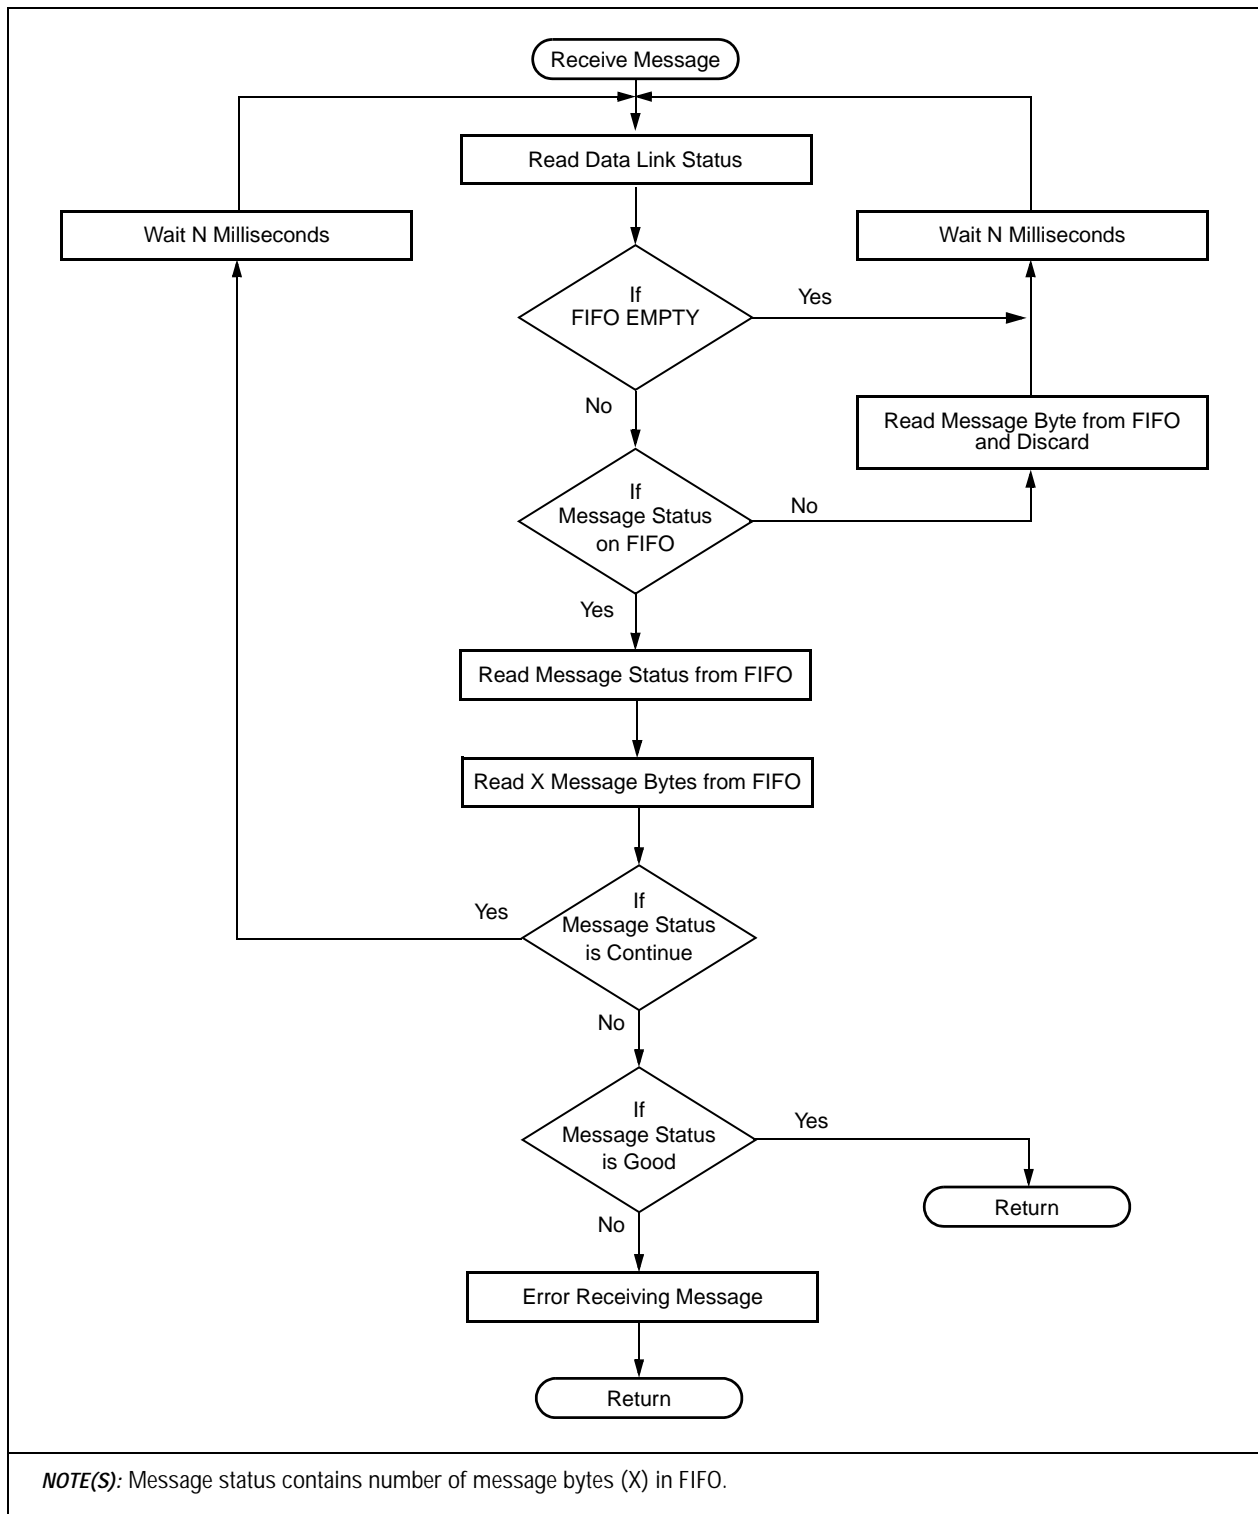 Receive Message
Read Data Link Status
Wait N Milliseconds
Wait N Milliseconds
If
FIFO EMPTY
Yes
No
Read Message Byte from FIFO
and Discard
If
Message Status
on FIFO
No
Yes
Read Message Status from FIFO
Read X Message Bytes from FIFO
If
Message Status
is Continue
Yes
No
If
Message Status
is Good
Yes
Return
No
Error Receiving Message
Return
NOTE(S): Message status contains number of message bytes (X) in FIFO.